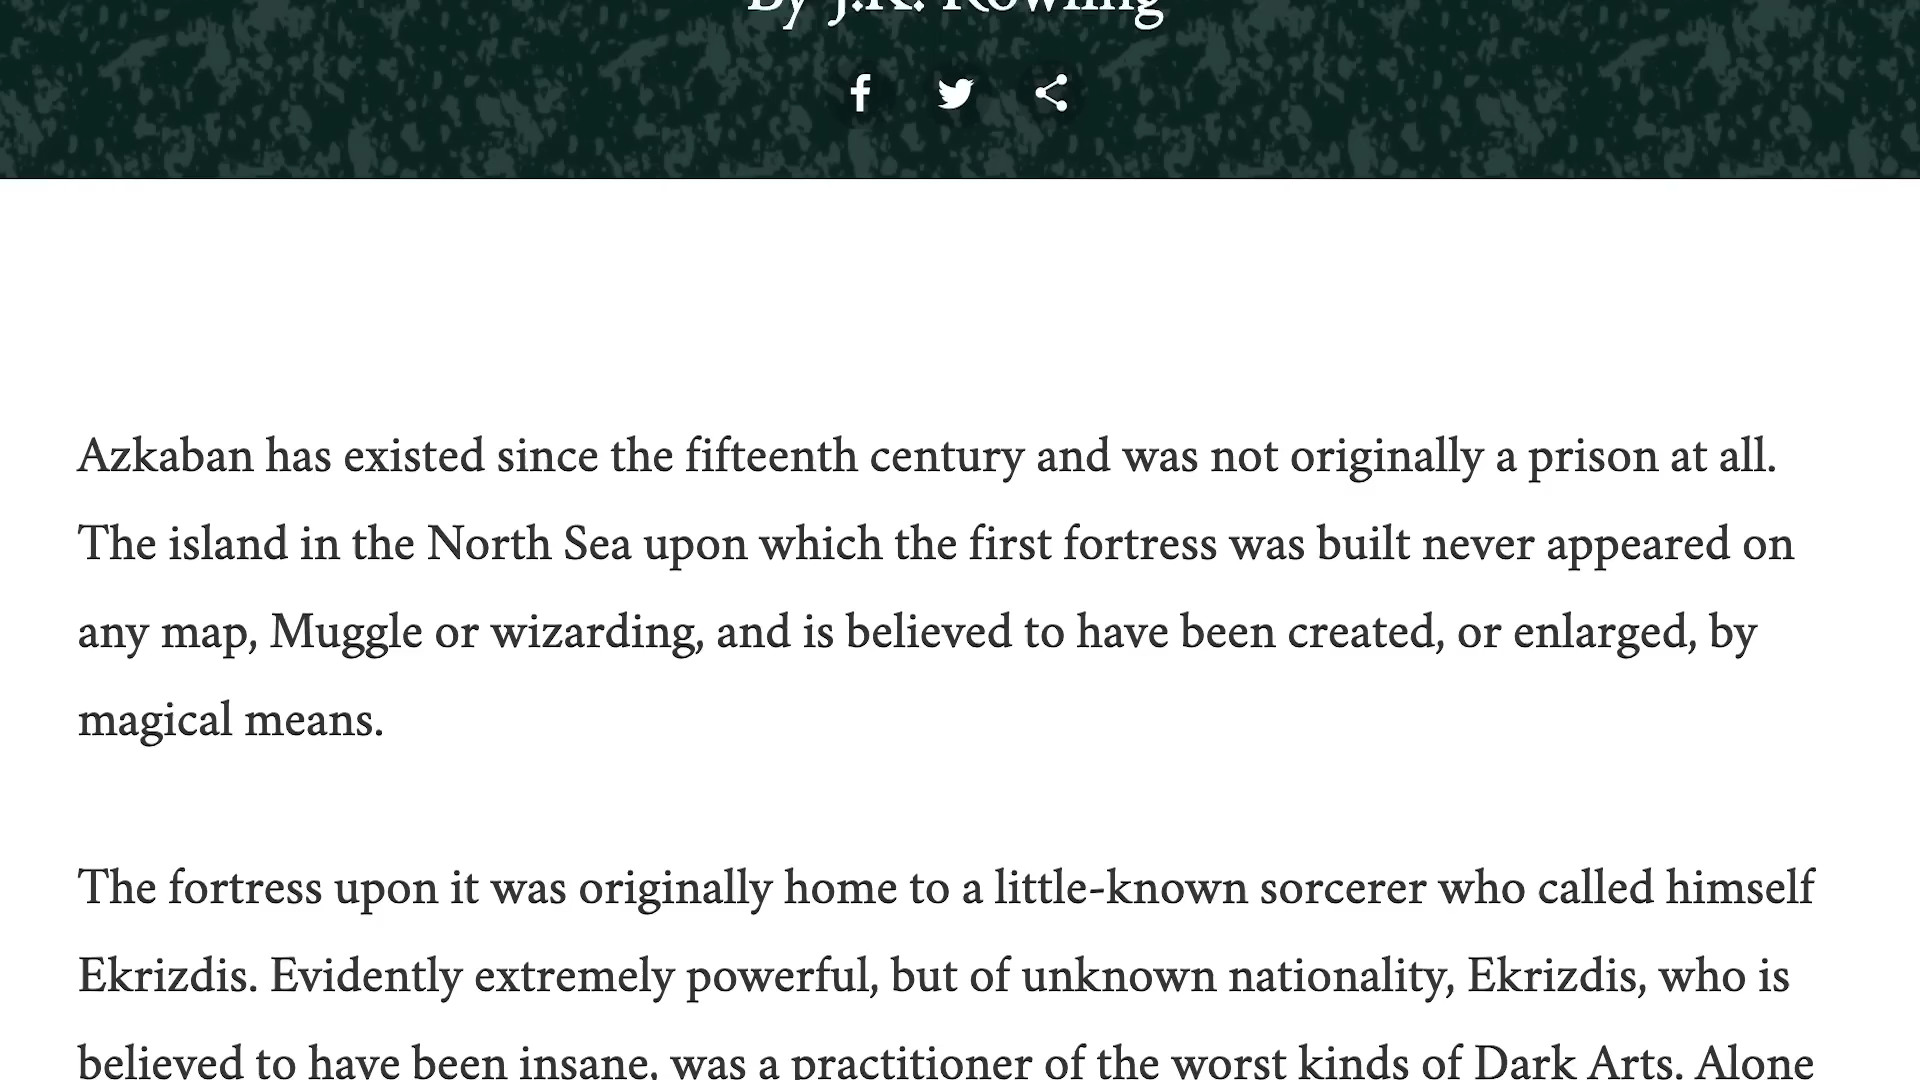 By J.K. Rowling
Azkaban has existed since the fifteenth century and was not originally a prison at all.
The island in the North Sea upon which the first fortress was built never appeared on
any map, Muggle or wizarding, and is believed to have been created, or enlarged, by
magical means.
The fortress upon it was originally home to a little-known sorcerer who called himself
Ekrizdis. Evidently extremely powerful, but of unknown nationality, Ekrizdis, who is
believed to have been insane, was a practitioner of the worst kinds of Dark Arts. Alone